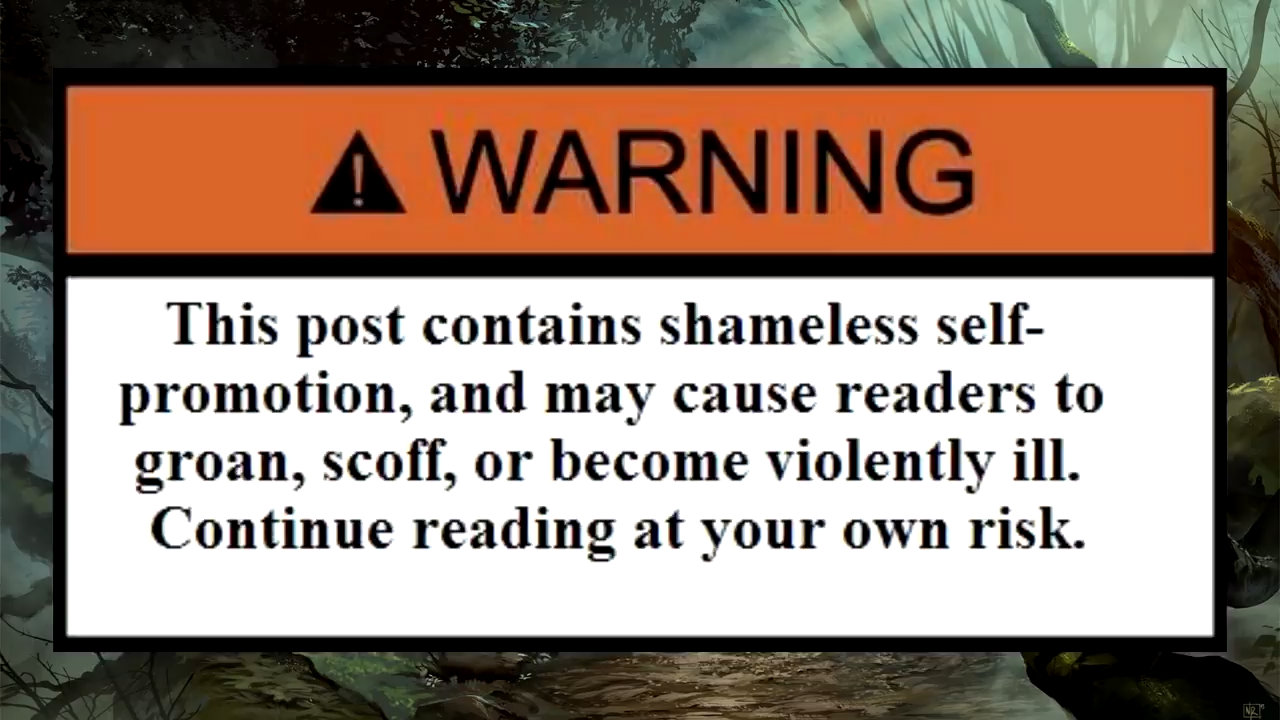 WARNING
This post contains shameless self-
promotion, and may cause readers to
groan, scoff, or become violently ill.
Continue reading at your own risk.